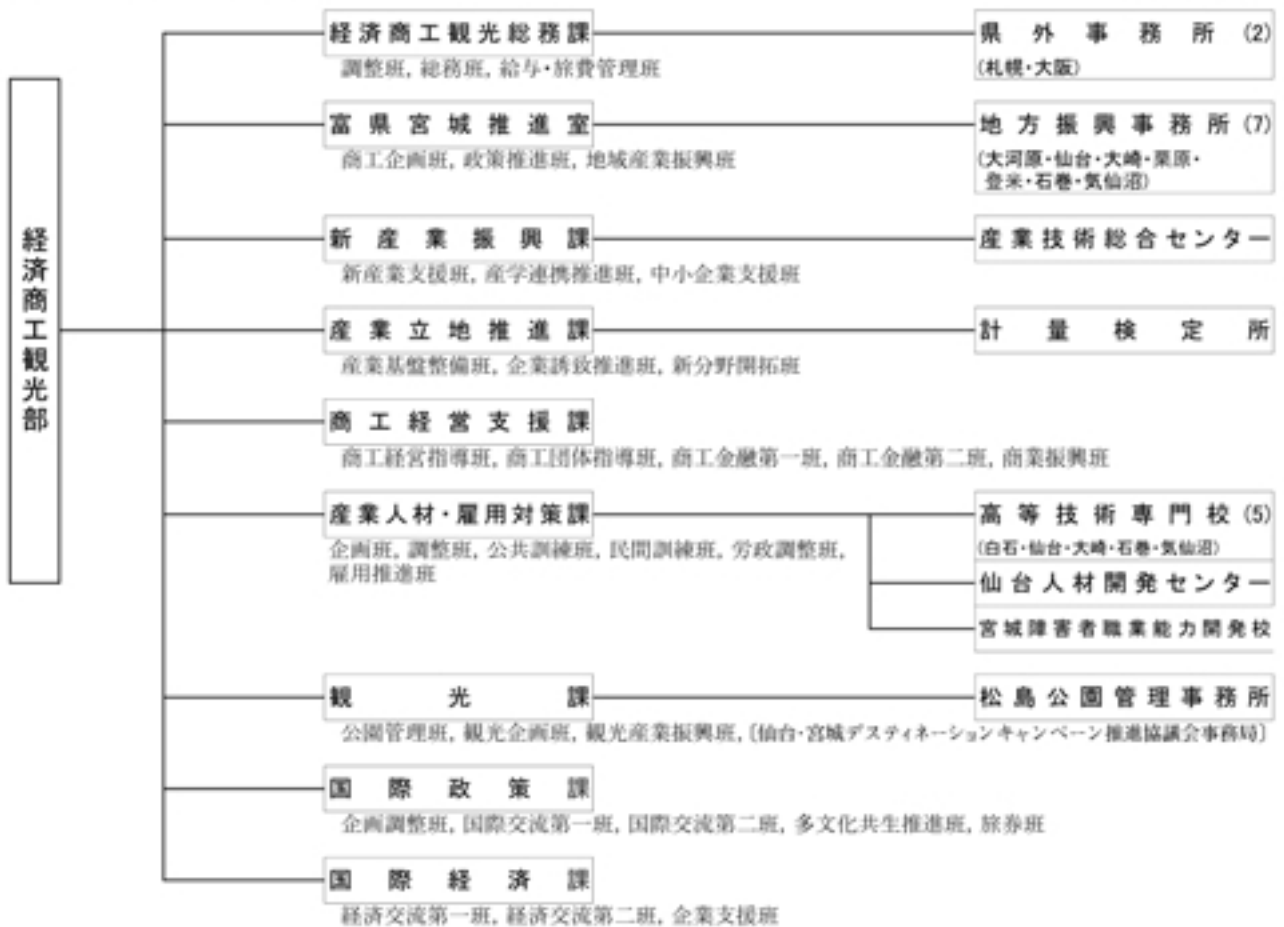 経済商工観光部
経済商工観光総務課
調整班, 総務班, 給与・旅費管理班
県外事務所(2)
(札幌・大阪)
富県宮城推進室
商工企画班, 政策推進班, 地域産業振興班
地方振興事務所(7)
(大河原・仙台・大崎・栗原・
登米・石巻・気仙沼)
新産業振興課
新産業支援班, 産学連携推進班, 中小企業支援班
産業技術総合センター
産業立地推進課
産業基盤整備班, 企業誘致推進班, 新分野開拓班
計量検定所
商工経営支援課
商工経営指導班, 商工団体指導班, 商工金融第一班, 商工金融第二班, 商業振興班
産業人材・雇用対策課
企画班, 調整班, 公共訓練班, 民間訓練班, 労政調整班,
雇用推進班
高等技術専門校(5)
(白石・仙台・大崎・石巻・気仙沼)
仙台人材開発センター
宮城障害者職業能力開発校
観光課
公園管理班, 観光企画班, 観光産業振興班, [仙台・宮城デスティネーションキャンペーン推進協議会事務局]
松島公園管理事務所
国際政策課
企画調整班, 国際交流第一班, 国際交流第二班, 多文化共生推進班, 旅券班
国際経済課
経済交流第一班, 経済交流第二班, 企業支援班